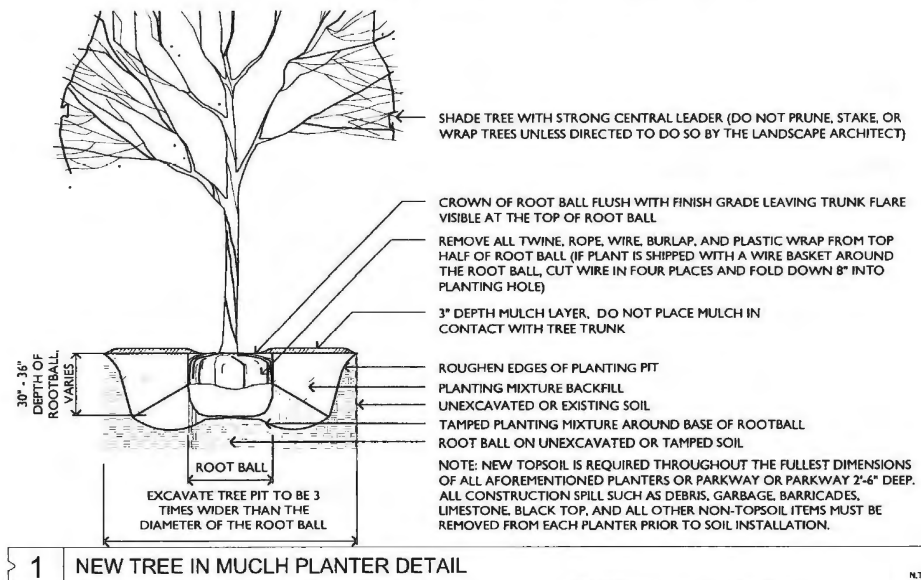 SHADE TREE WITH STRONG CENTRAL LEADER (DO NOT PRUNE, STAKE, OR
WRAP TREES UNLESS DIRECTED TO DO SO BY THE LANDSCAPE ARCHITECT)
CROWN OF ROOT BALL FLUSH WITH FINISH GRADE LEAVING TRUNK FLARE
VISIBLE AT THE TOP OF ROOT BALL
REMOVE ALL TWINE, ROPE, WIRE, BURLAP, AND PLASTIC WRAP FROM TOP
HALF OF ROOT BALL (IF PLANT IS SHIPPED WITH A WIRE BASKET AROUND
THE ROOT BALL, CUT WIRE IN FOUR PLACES AND FOLD DOWN 8" INTO
PLANTING HOLE)
3" DEPTH MULCH LAYER, DO NOT PLACE MULCH IN
CONTACT WITH TREE TRUNK
30" - 36"
DEPTH OF
ROOTBALL,
VARIES
ROUGHEN EDGES OF PLANTING PIT
PLANTING MIXTURE BACKFILL
UNEXCAVATED OR EXISTING SOIL
TAMPED PLANTING MIXTURE AROUND BASE OF ROOTBALL
ROOT BALL ON UNEXCAVATED OR TAMPED SOIL
ROOT BALL
EXCAVATE TREE PIT TO BE 3
TIMES WIDER THAN THE
DIAMETER OF THE ROOT BALL
NOTE: NEW TOPSOIL IS REQUIRED THROUGHOUT THE FULLEST DIMENSIONS
OF ALL AFOREMENTIONED PLANTERS OR PARKWAY OR PARKWAY 2'-6" DEEP.
ALL CONSTRUCTION SPILL SUCH AS DEBRIS, GARBAGE, BARRICADES,
LIMESTONE, BLACK TOP, AND ALL OTHER NON-TOPSOIL ITEMS MUST BE
REMOVED FROM EACH PLANTER PRIOR TO SOIL INSTALLATION.
1 NEW TREE IN MUCLH PLANTER DETAIL